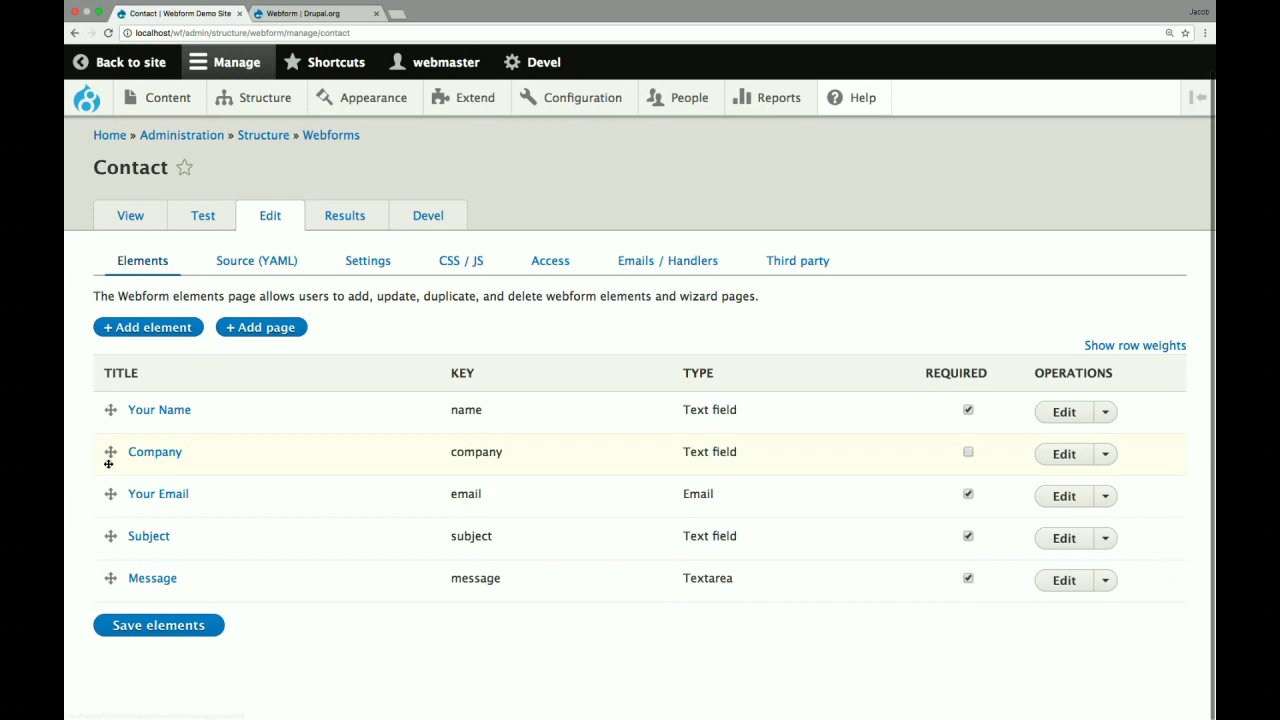 Contact | Webform Demo Site
Webform | Drupal.org
Jacob
localhost/wf/admin/structure/webform/manage/contact
Back to site
Manage
Shortcuts
webmaster
Devel
Content
Structure
Appearance
Extend
Configuration
People
Reports
Help
Home » Administration » Structure » Webforms
Contact
View
Test
Edit
Results
Devel
Elements
Source (YAML)
Settings
CSS / JS
Access
Emails / Handlers
Third party
The Webform elements page allows users to add, update, duplicate, and delete webform elements and wizard pages.
+ Add element
+ Add page
Show row weights
TITLE KEY TYPE REQUIRED OPERATIONS
Your Name name Text field Edit
Company company Text field Edit
Your Email email Email Edit
Subject subject Text field Edit
Message message Textarea Edit
Save elements